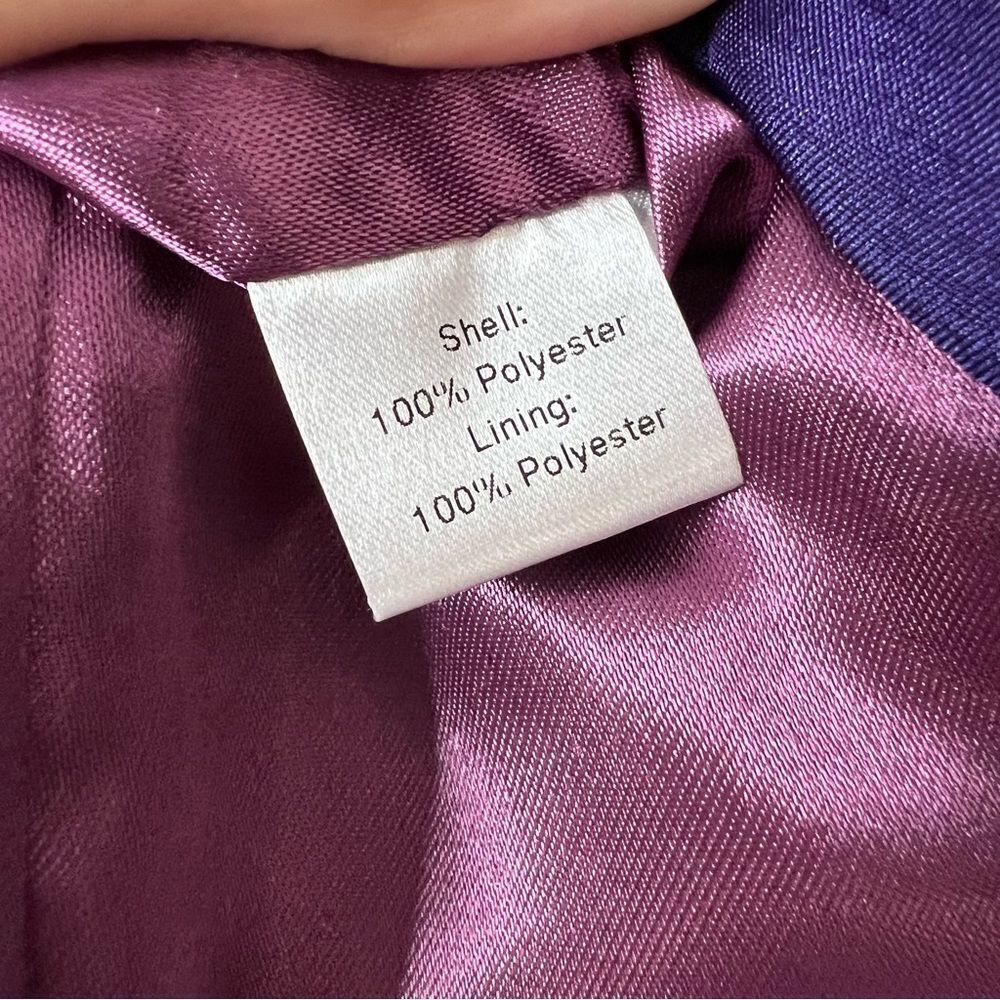 Shell:
100% Polyester
Lining:
100% Polyester